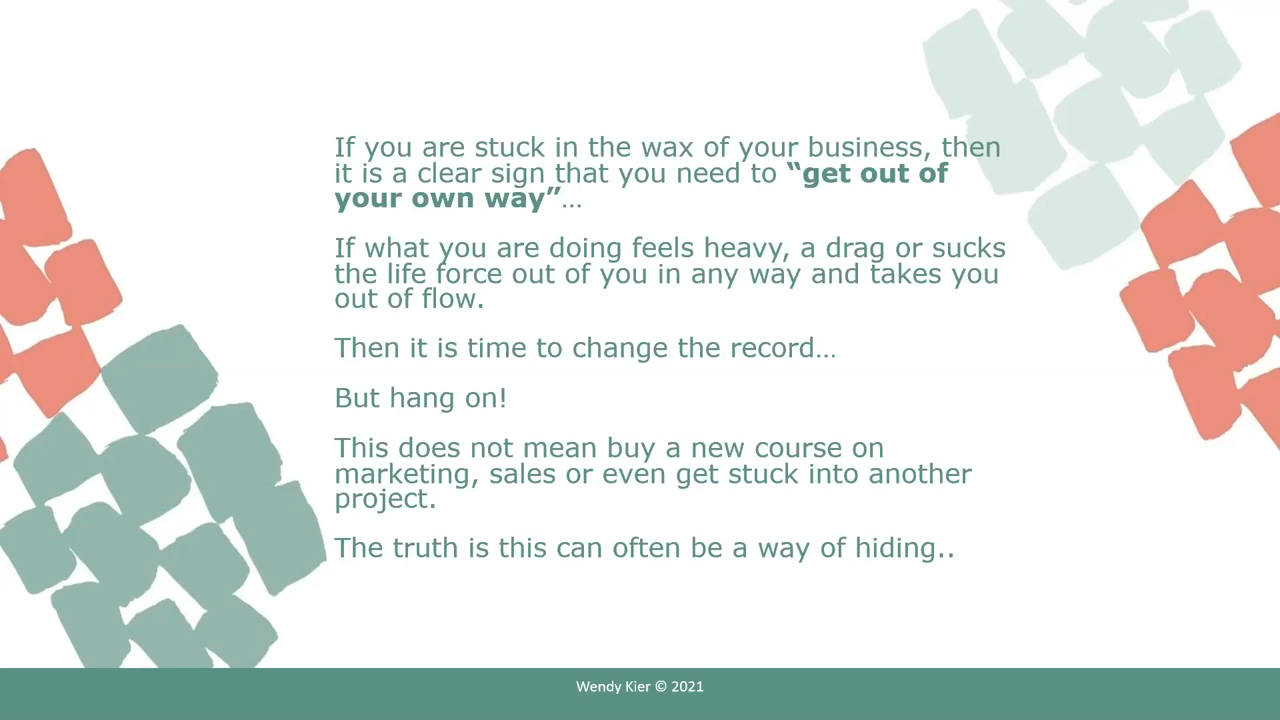 If you are stuck in the wax of your business, then
it is a clear sign that you need to “get out of
your own way”…
If what you are doing feels heavy, a drag or sucks
the life force out of you in any way and takes you
out of flow.
Then it is time to change the record…
But hang on!
This does not mean buy a new course on
marketing, sales or even get stuck into another
project.
The truth is this can often be a way of hiding..
Wendy Kier © 2021